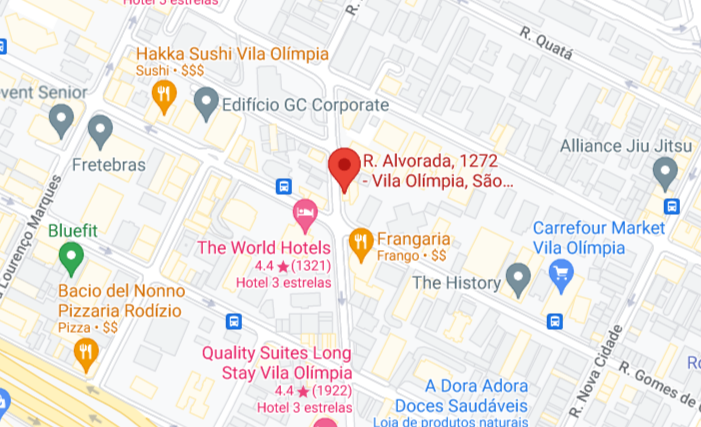 Hotel 5 estrelas
R.
R. Quatá
Hakka Sushi Vila Olímpia
Sushi • $$$
vent Senior
Edifício GC Corporate
Fretebras
Alliance Jiu Jitsu
R. Alvorada, 1272
- Vila Olímpia, São...
Lourenço Marques
Bluefit
The World Hotels
4.4 ★ (1321)
Hotel 3 estrelas
Frangaria
Frango • $$
Carrefour Market
Vila Olímpia
The History
Bacio del Nonno
Pizzaria Rodízio
Pizza • $$
Quality Suites Long
Stay Vila Olímpia
4.4 ★ (1922)
Hotel 3 estrelas
R. Nova Cidade
R. Gomes de C
Ro
A Dora Adora
Doces Saudáveis
Loja de produtos naturais